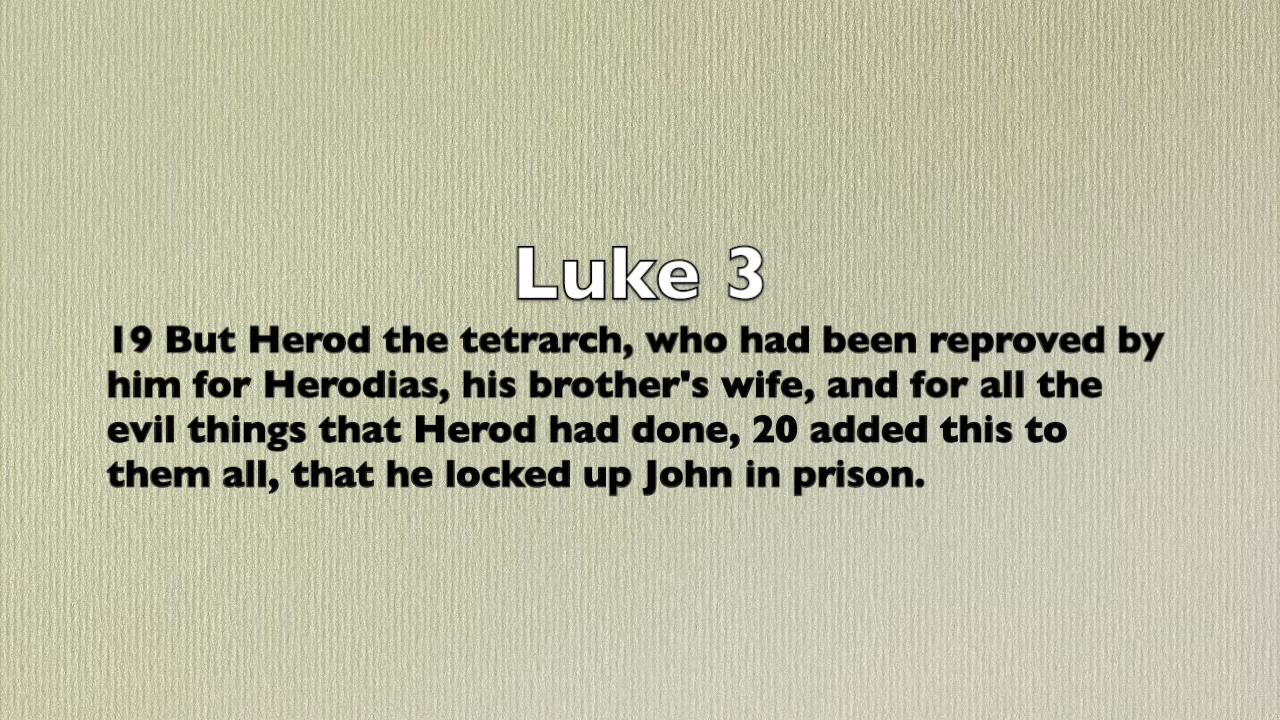 Luke 3
19 But Herod the tetrarch, who had been reproved by
him for Herodias, his brother's wife, and for all the
evil things that Herod had done, 20 added this to
them all, that he locked up John in prison.